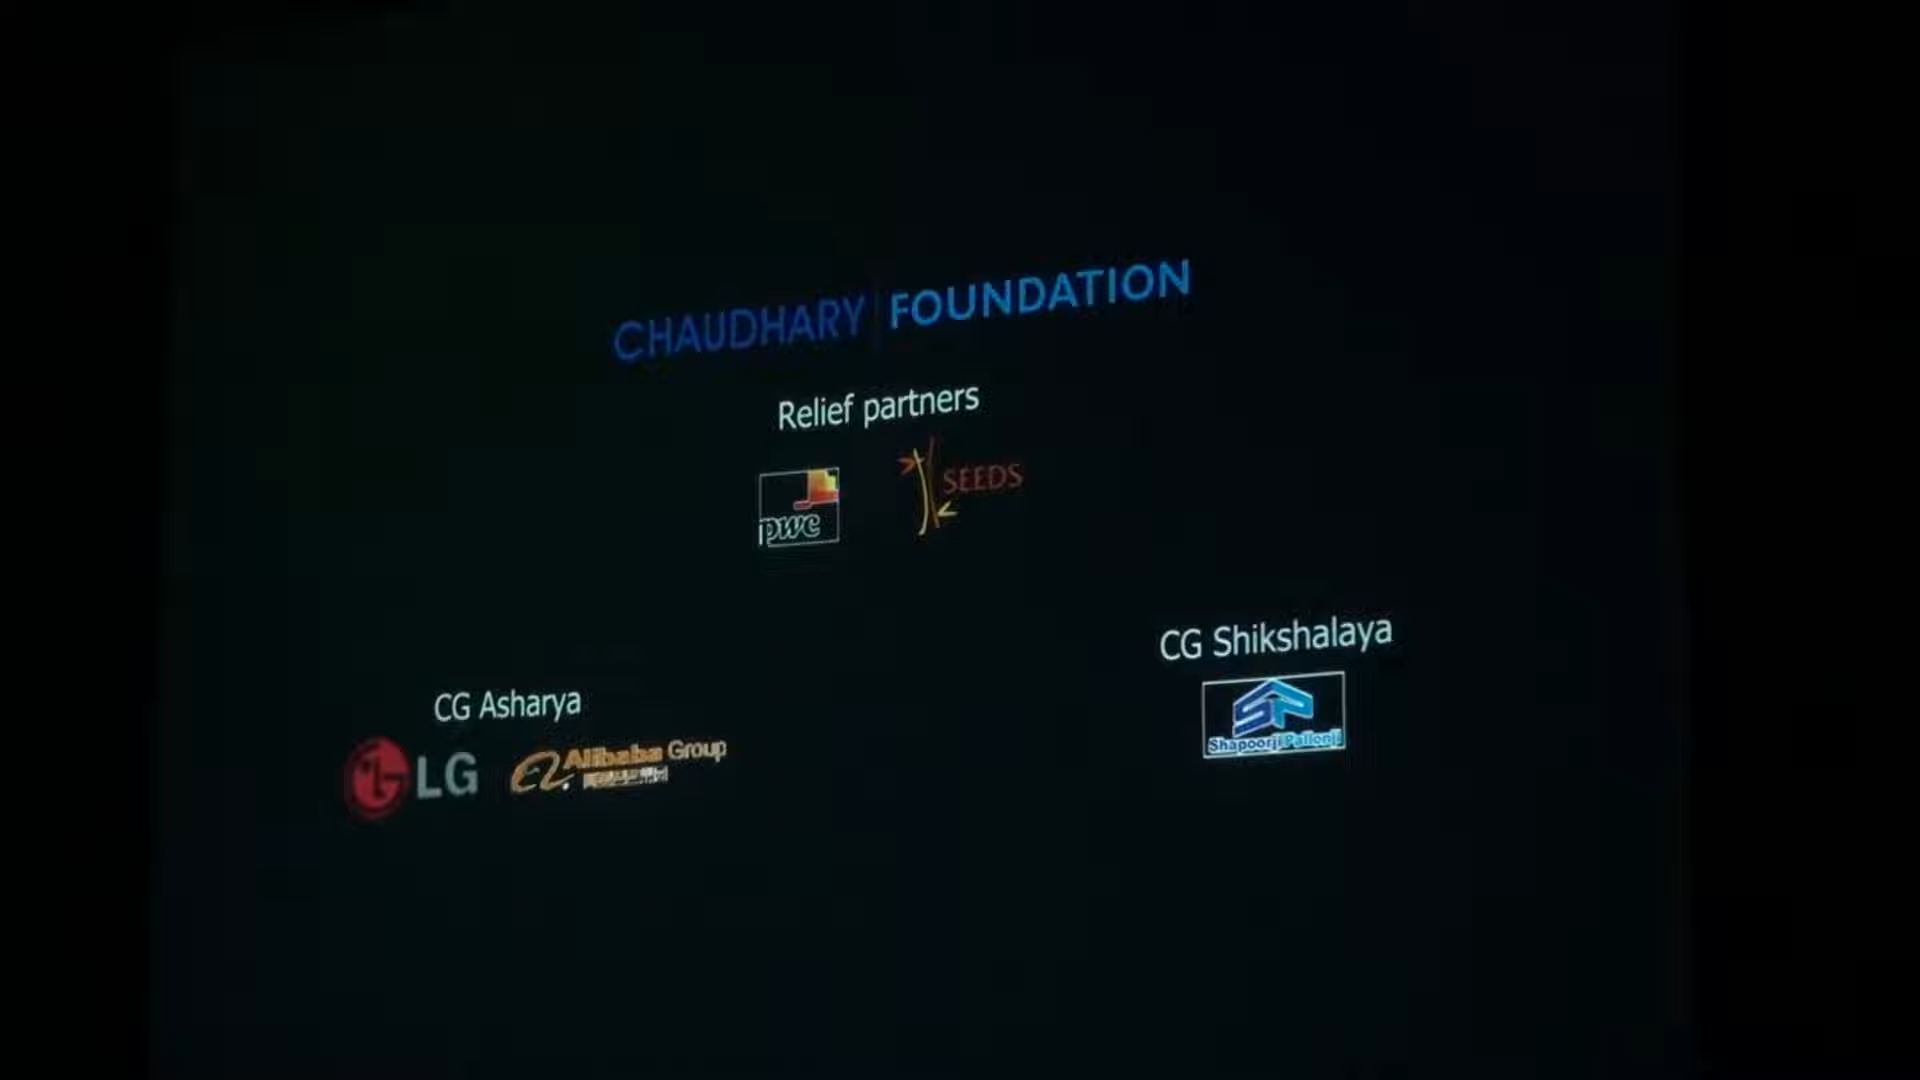 CHAUDHARY FOUNDATION
Relief partners
pwc
SEEDS
CG Shikshalaya
Shapoorji Pallonji
CG Asharya
LG
Alibaba Group